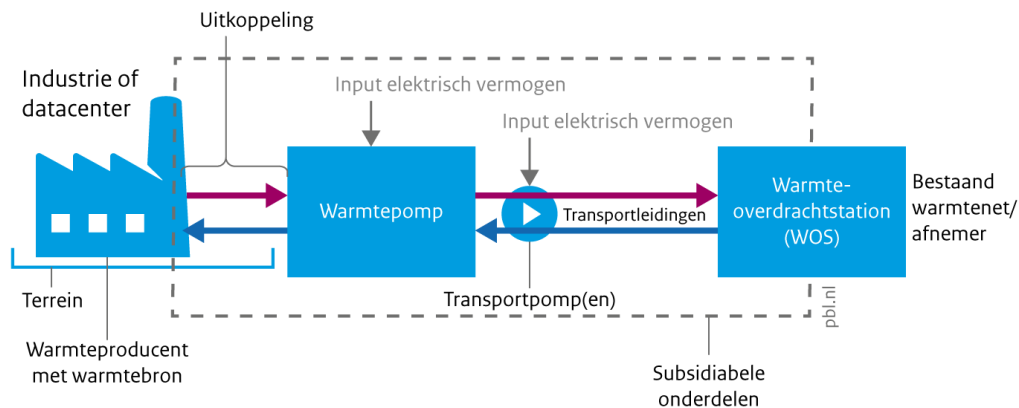 Uitkoppeling
Industrie of
datacenter
Input elektrisch vermogen
Input elektrisch vermogen
Warmtepomp
Transportleidingen
Warmte-
overdrachtstation
(WOS)
Bestaand
warmtenet/
afnemer
Terrein
Transportpomp(en)
pbl.nl
Warmteproducent
met warmtebron
Subsidiabele
onderdelen